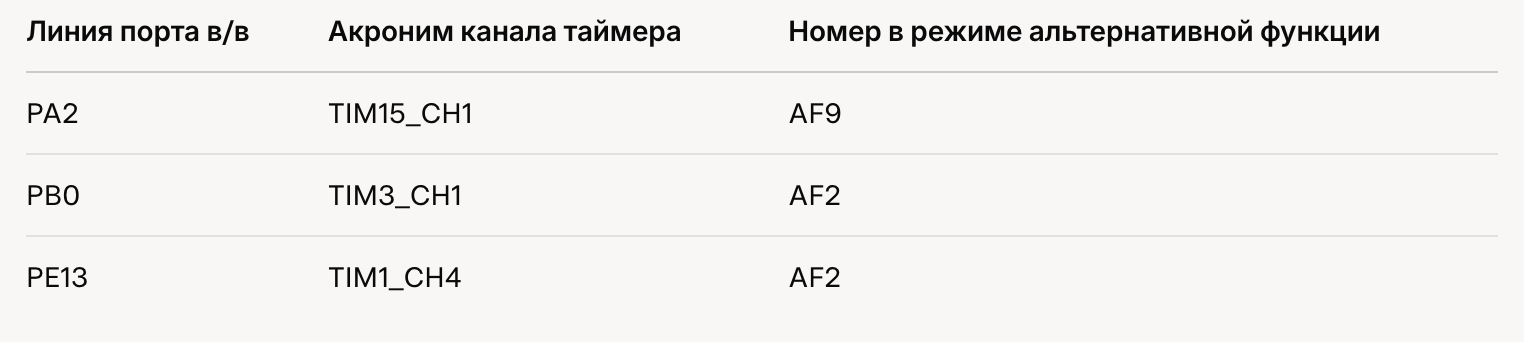 Линия порта в/в Акроним канала таймера Номер в режиме альтернативной функции
PA2 TIM15_CH1 AF9
PB0 TIM3_CH1 AF2
PE13 TIM1_CH4 AF2